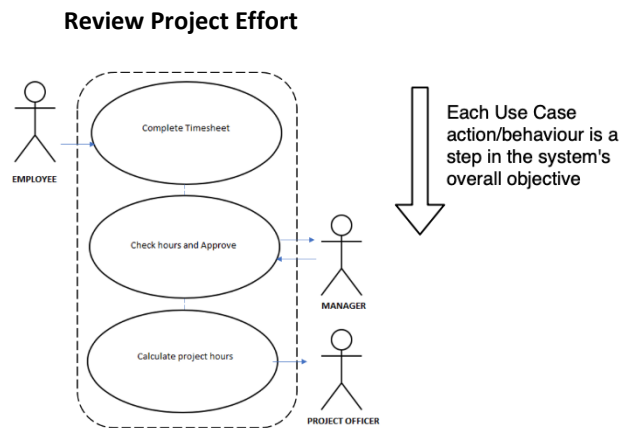 Review Project Effort
Complete Timesheet
EMPLOYEE
Each Use Case
action/behaviour is a
step in the system's
overall objective
Check hours and Approve
MANAGER
Calculate project hours
PROJECT OFFICER